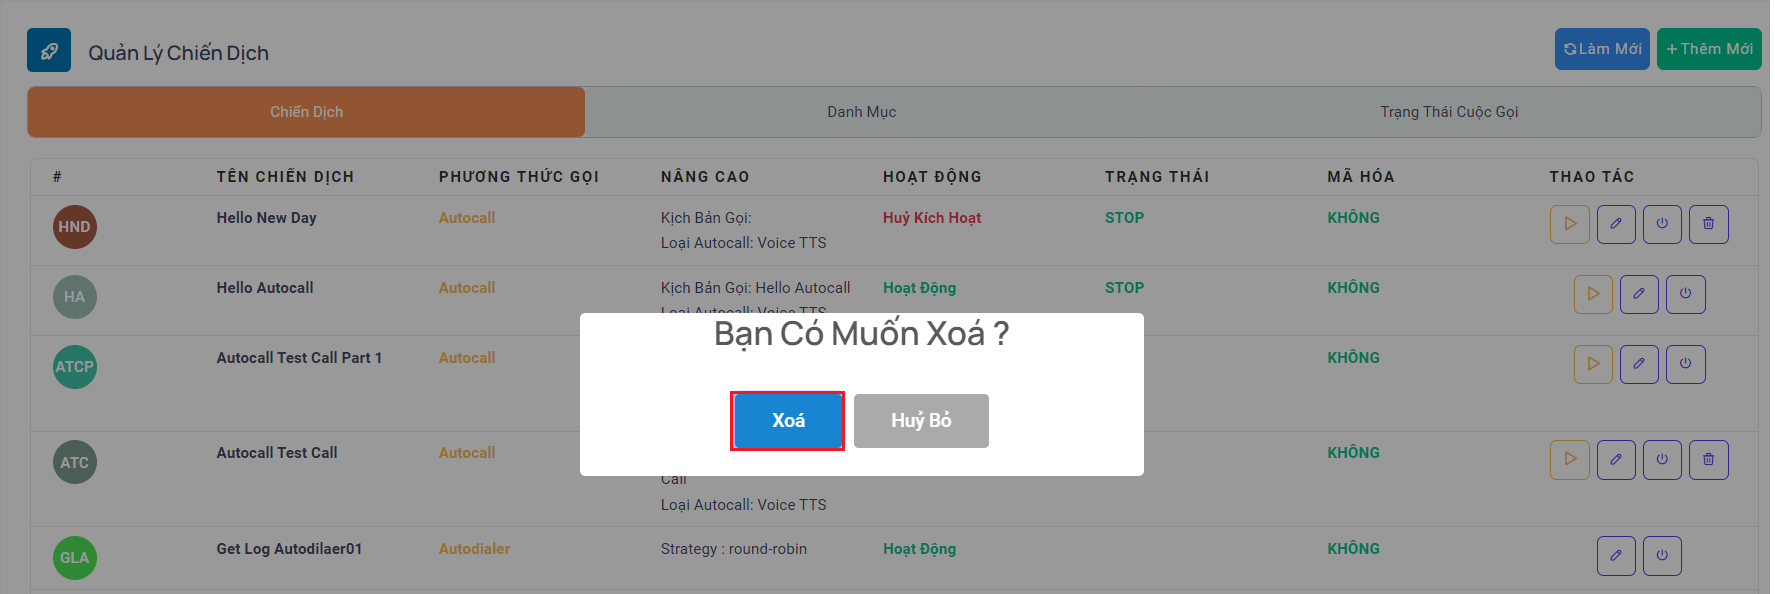 Quản Lý Chiến Dịch
Làm Mới
+Thêm Mới
Chiến Dịch
Danh Mục
Trạng Thái Cuộc Gọi
# TÊN CHIẾN DỊCH PHƯƠNG THỨC GỌI NÂNG CAO HOẠT ĐỘNG TRẠNG THÁI MÃ HÓA THAO TÁC
HND Hello New Day Autocall Kịch Bản Gọi: Huỷ Kích Hoạt STOP KHÔNG
Loại Autocall: Voice TTS
HA Hello Autocall Autocall Kịch Bản Gọi: Hello Autocall Hoạt Động STOP KHÔNG
Loại Autocall: Voice TTS
Bạn Có Muốn Xoá ?
ATCP Autocall Test Call Part 1 Autocall KHÔNG
Xoá
Huỷ Bỏ
ATC Autocall Test Call Autocall KHÔNG
Call
Loại Autocall: Voice TTS
GLA Get Log Autodilaer01 Autodialer Strategy : round-robin Hoạt Động KHÔNG